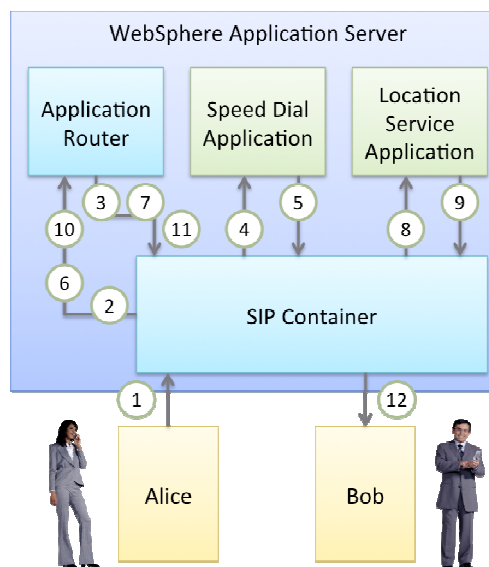 WebSphere Application Server
Application
Router
Speed Dial
Application
Location
Service
Application
3
7
5
9
10
11
4
8
6
2
SIP Container
1
12
Alice
Bob